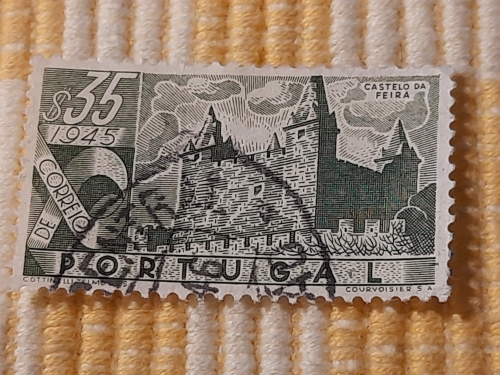 $35
1945
CASTELO DA
FEIRA
CORREIO
DE
PORTUGAL
COURVOISIER S.A.